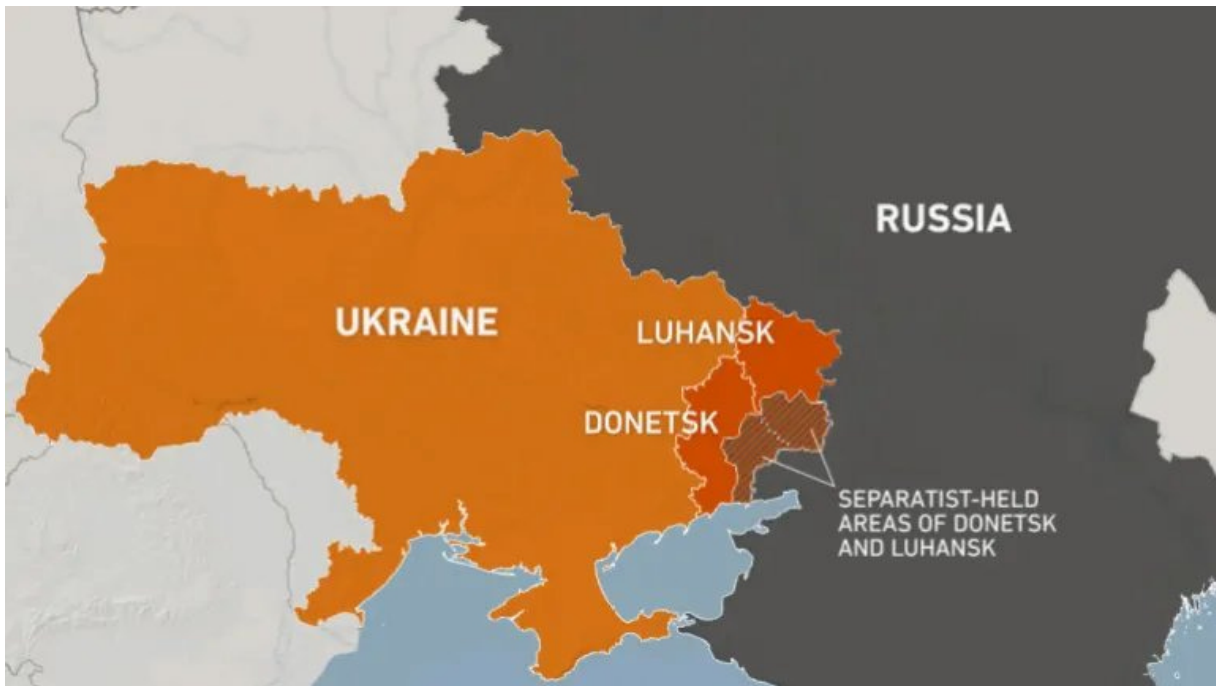 RUSSIA
UKRAINE
LUHANSK
DONETSK
SEPARATIST-HELD
AREAS OF DONETSK
AND LUHANSK